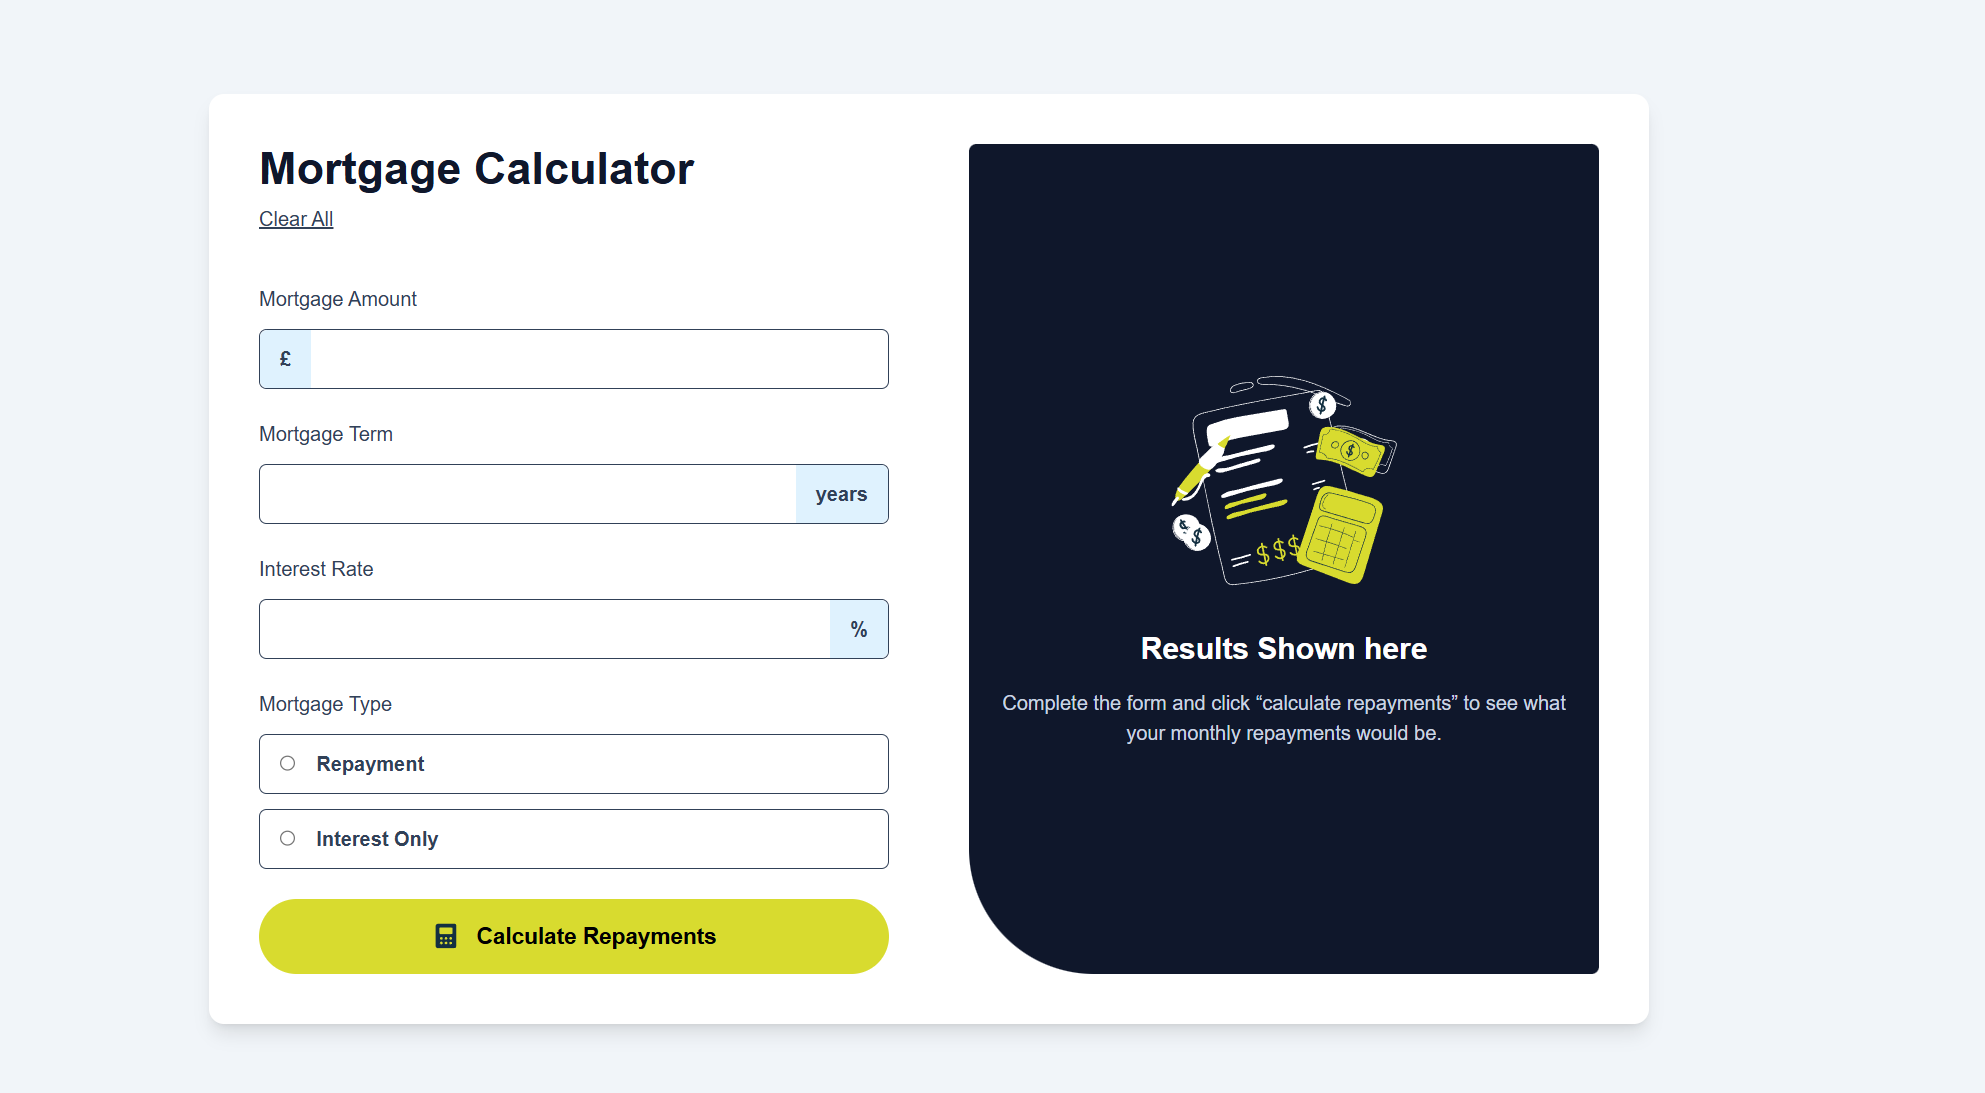 Mortgage Calculator
Clear All
Mortgage Amount
£
Mortgage Term
years
Interest Rate
%
Mortgage Type
Repayment
Interest Only
Calculate Repayments
$
$
$
$
$$$
Results Shown here
Complete the form and click “calculate repayments” to see what
your monthly repayments would be.